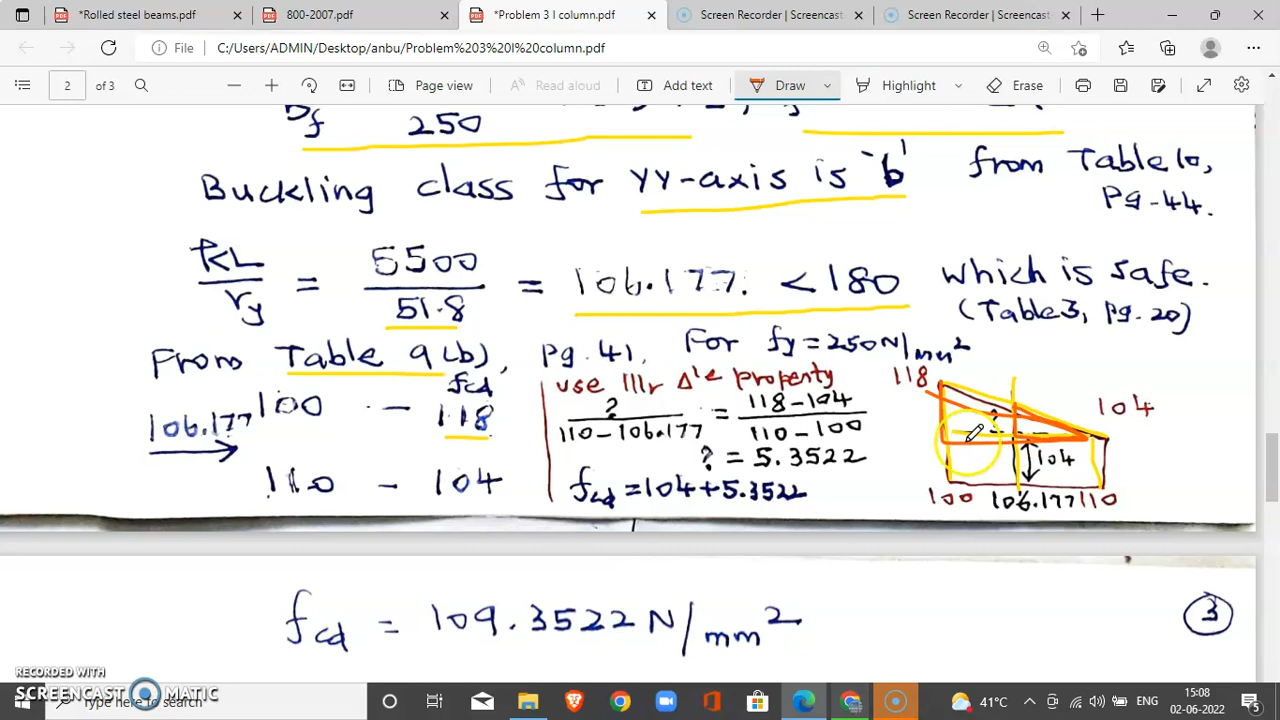 *Rolled steel beams.pdf
800-2007.pdf
*Problem 3 I column.pdf
Screen Recorder | Screencast
Screen Recorder | Screencast
File
C:/Users/ADMIN/Desktop/anbu/Problem%203%20I%20column.pdf
2 of 3
Page view
Read aloud
Add text
Draw
Highlight
Erase
bf 250
Buckling class for YY-axis is 'b' from Table 10, Pg-44.
KL/ry = 5500/51.8 = 106.177. < 180 which is safe.
(Table 3, Pg. 20)
From Table 9(b), Pg. 41, For fy = 250 N/mm²
fcd
106.177
100 - 118
110 - 104
use |||r Δ'le property
?/110-106.177 = 118-104/110-100
? = 5.3522
fcd = 104 + 5.3522
118
104
104
100 106.177 110
fcd = 109.3522 N/mm²
3
RECORDED WITH
SCREENCAST MATIC
Type here to search
41°C
ENG
15:08
02-06-2022
5